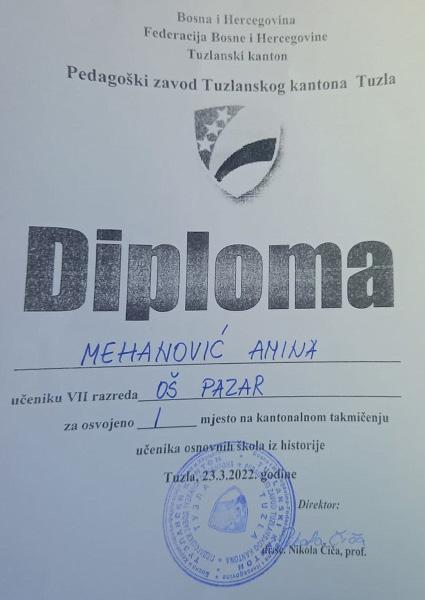 Bosna i Hercegovina
Federacija Bosne i Hercegovine
Tuzlanski kanton
Pedagoški zavod Tuzlanskog kantona Tuzla
Diploma
MEHANOVIĆ AMINA
učeniku VII razreda OŠ PAZAR
za osvojeno I mjesto na kantonalnom takmičenju
učenika osnovnih škola iz historije
Tuzla, 23.3.2022. godine
Direktor:
Nikola Čiča, prof.
TUZLA